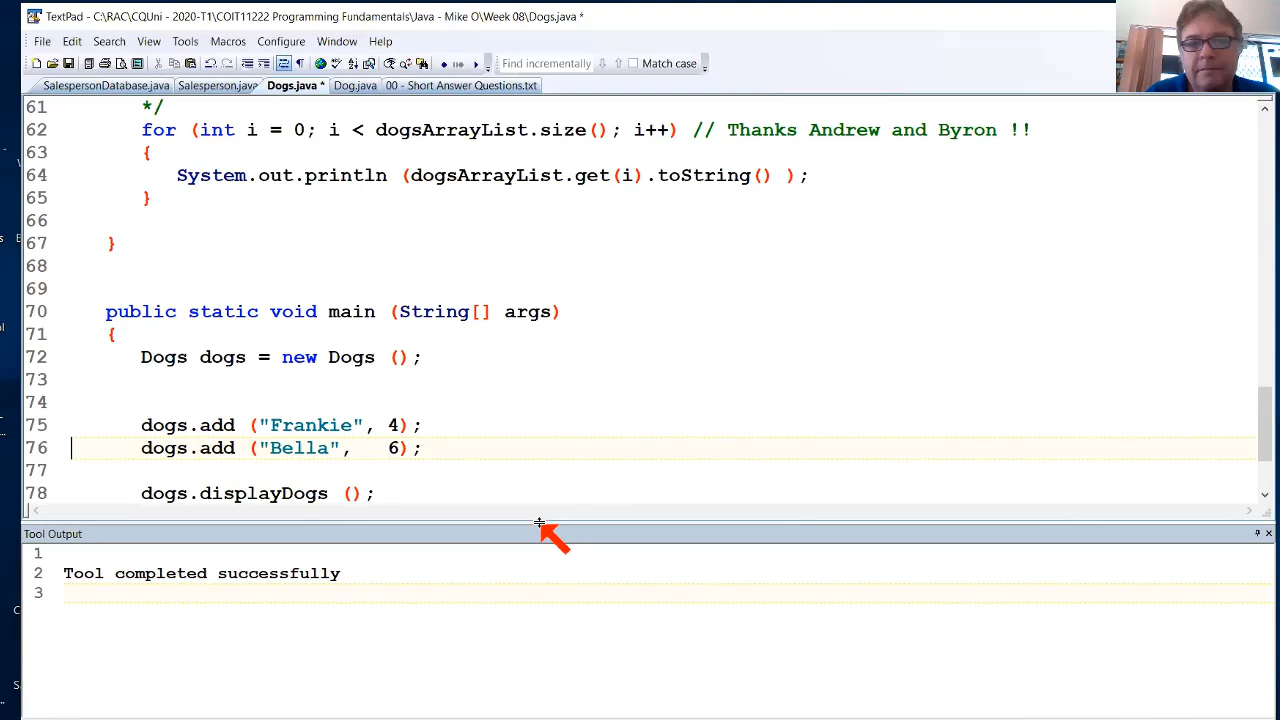 TextPad - C:\RAC\CQUni - 2020-T1\COIT11222 Programming Fundamentals\Java - Mike O\Week 08\Dogs.java *
File Edit Search View Tools Macros Configure Window Help
Find incrementally Match case
SalespersonDatabase.java Salesperson.java Dogs.java * Dog.java 00 - Short Answer Questions.txt
61 */
62 for (int i = 0; i < dogsArrayList.size(); i++) // Thanks Andrew and Byron !!
63 {
64 System.out.println (dogsArrayList.get(i).toString() );
65 }
66
67 }
68
69
70 public static void main (String[] args)
71 {
72 Dogs dogs = new Dogs ();
73
74
75 dogs.add ("Frankie", 4);
76 dogs.add ("Bella", 6);
77
78 dogs.displayDogs ();
Tool Output
1
2 Tool completed successfully
3